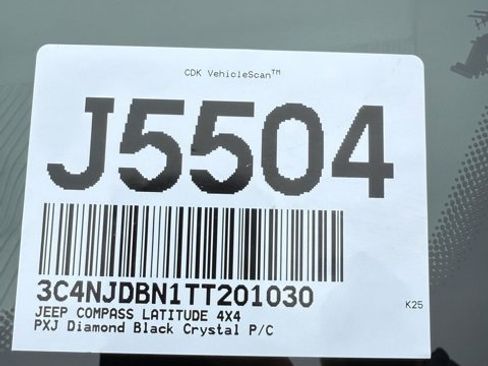 CDK VehicleScan™
J5504
3C4NJDBN1TT201030
JEEP COMPASS LATITUDE 4X4
PXJ Diamond Black Crystal P/C
K25